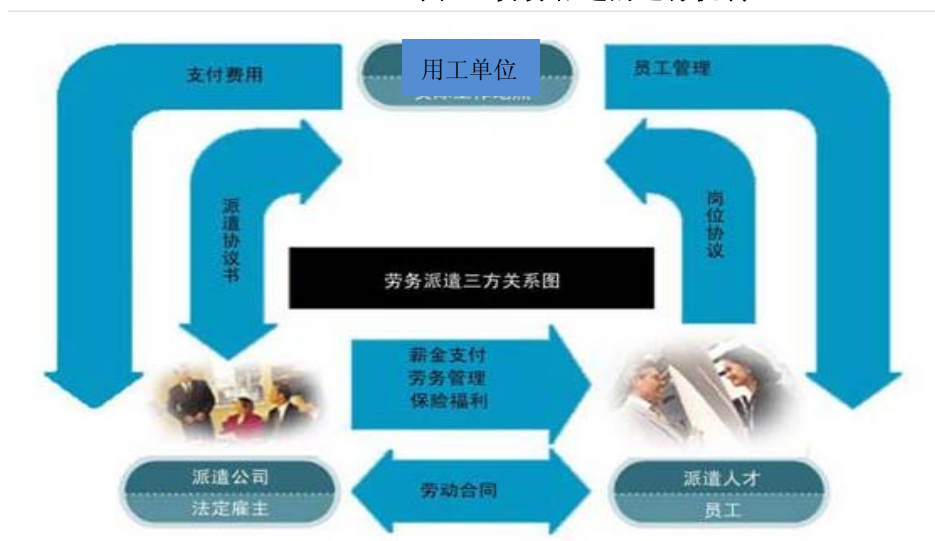 支付费用
用工单位
员工管理
派遣协议书
岗位协议
劳务派遣三方关系图
薪金支付
劳务管理
保险福利
派遣公司
法定雇主
劳动合同
派遣人才
员工